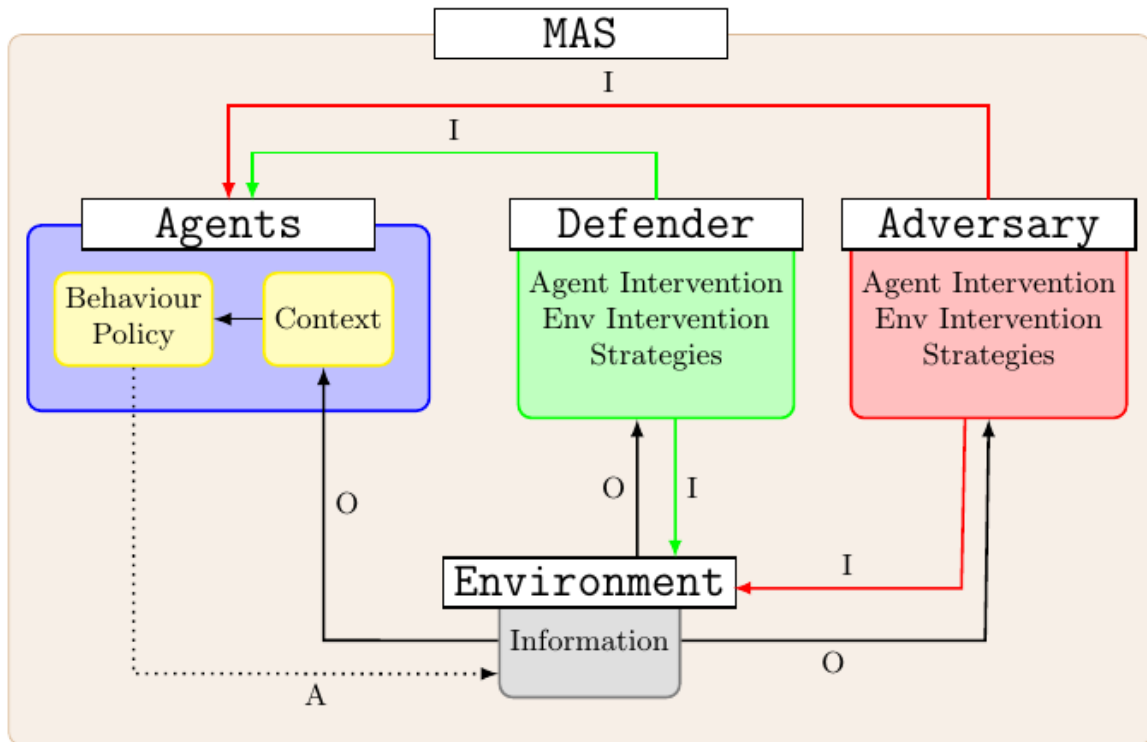 MAS
I
I
Agents
Defender
Adversary
Behaviour
Policy
Context
Agent Intervention
Env Intervention
Strategies
Agent Intervention
Env Intervention
Strategies
O
O
I
I
Environment
Information
A
O